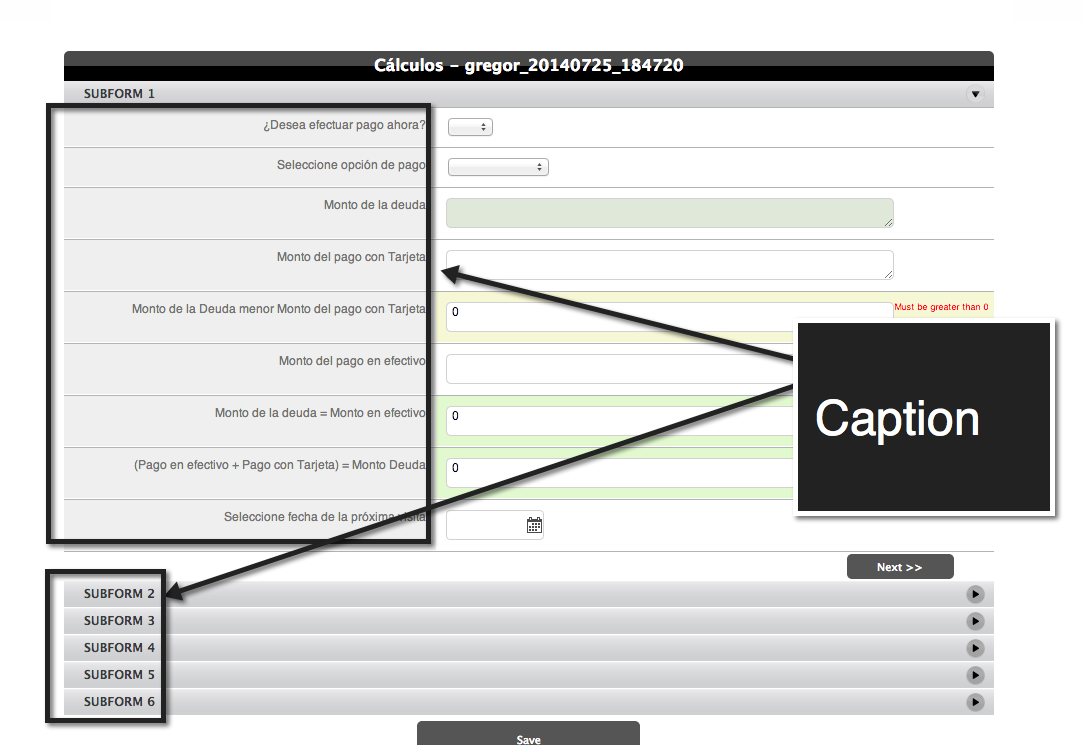 Cálculos – gregor_20140725_184720
SUBFORM 1
¿Desea efectuar pago ahora?
Seleccione opción de pago
Monto de la deuda
Monto del pago con Tarjeta
Monto de la Deuda menor Monto del pago con Tarjeta
0
Must be greater than 0
Monto del pago en efectivo
Monto de la deuda = Monto en efectivo
0
Caption
(Pago en efectivo + Pago con Tarjeta) = Monto Deuda
0
Seleccione fecha de la próxima visita
Next >>
SUBFORM 2
SUBFORM 3
SUBFORM 4
SUBFORM 5
SUBFORM 6
Save